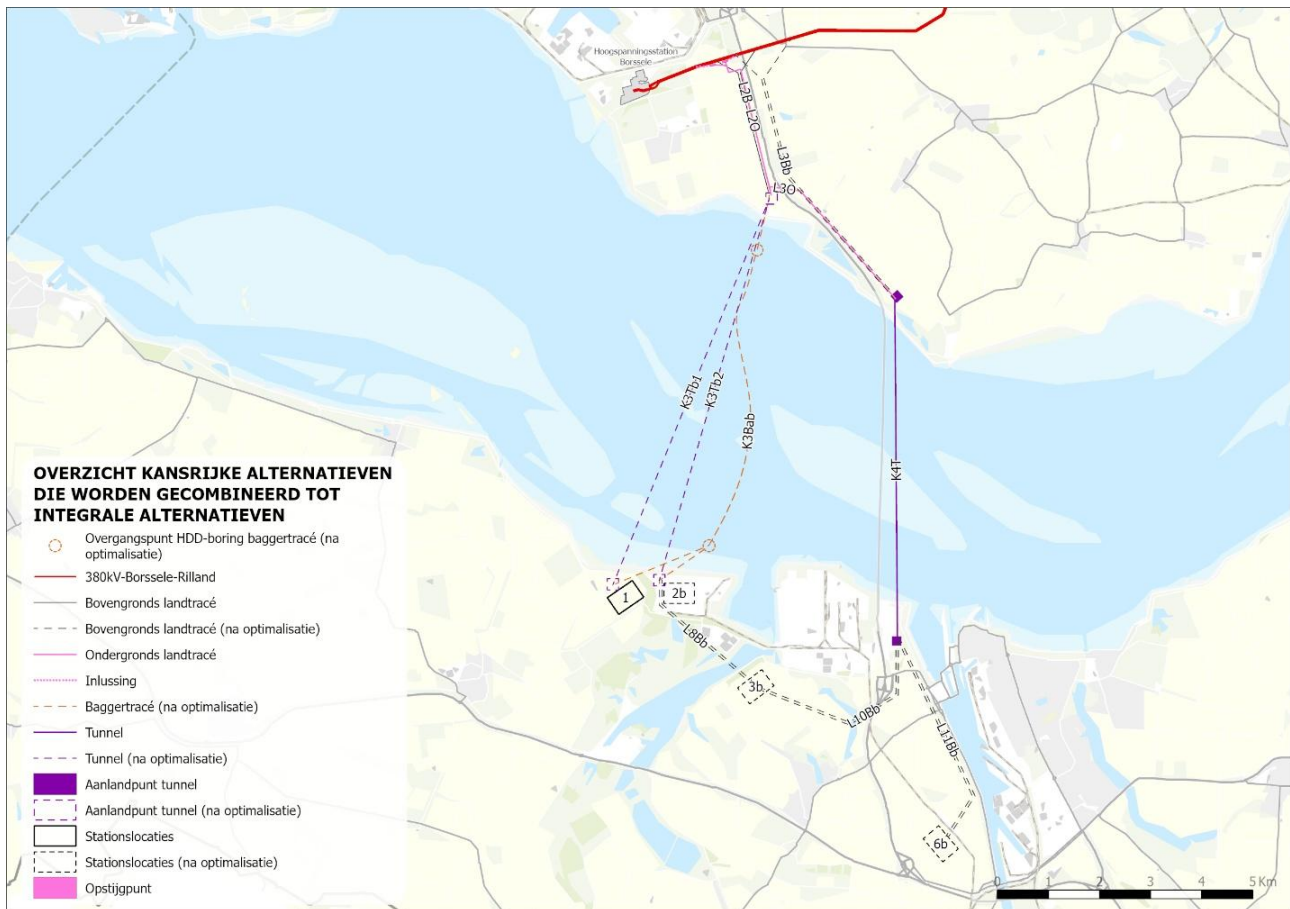 Hoogspanningsstation
Borssele
L2B-L2O
L3Bb
L3O
K3Tb1
K3Tb2
K3Bab
K4T
1
2b
L8Bb
3b
L10Bb
L11Bb
6b
OVERZICHT KANSRIJKE ALTERNATIEVEN
DIE WORDEN GECOMBINEERD TOT
INTEGRALE ALTERNATIEVEN
Overgangspunt HDD-boring baggertracé (na
optimalisatie)
380kV-Borssele-Rilland
Bovengronds landtracé
Bovengronds landtracé (na optimalisatie)
Ondergronds landtracé
Inlussing
Baggertracé (na optimalisatie)
Tunnel
Tunnel (na optimalisatie)
Aanlandpunt tunnel
Aanlandpunt tunnel (na optimalisatie)
Stationslocaties
Stationslocaties (na optimalisatie)
Opstijgpunt
0 1 2 3 4 5 Km